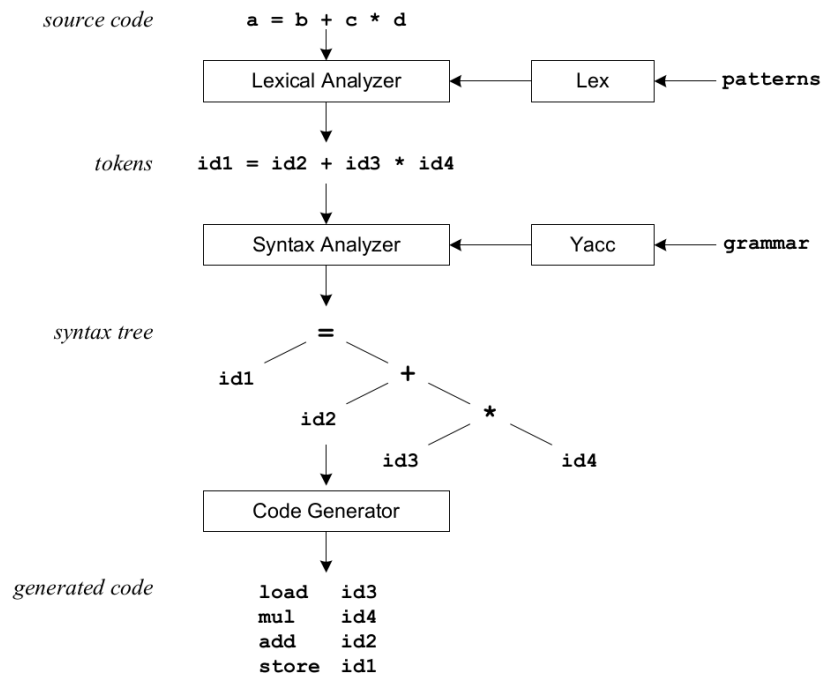 source code a = b + c * d
Lexical Analyzer Lex patterns
tokens id1 = id2 + id3 * id4
Syntax Analyzer Yacc grammar
syntax tree =
id1 +
id2 *
id3 id4
Code Generator
generated code load id3
mul id4
add id2
store id1